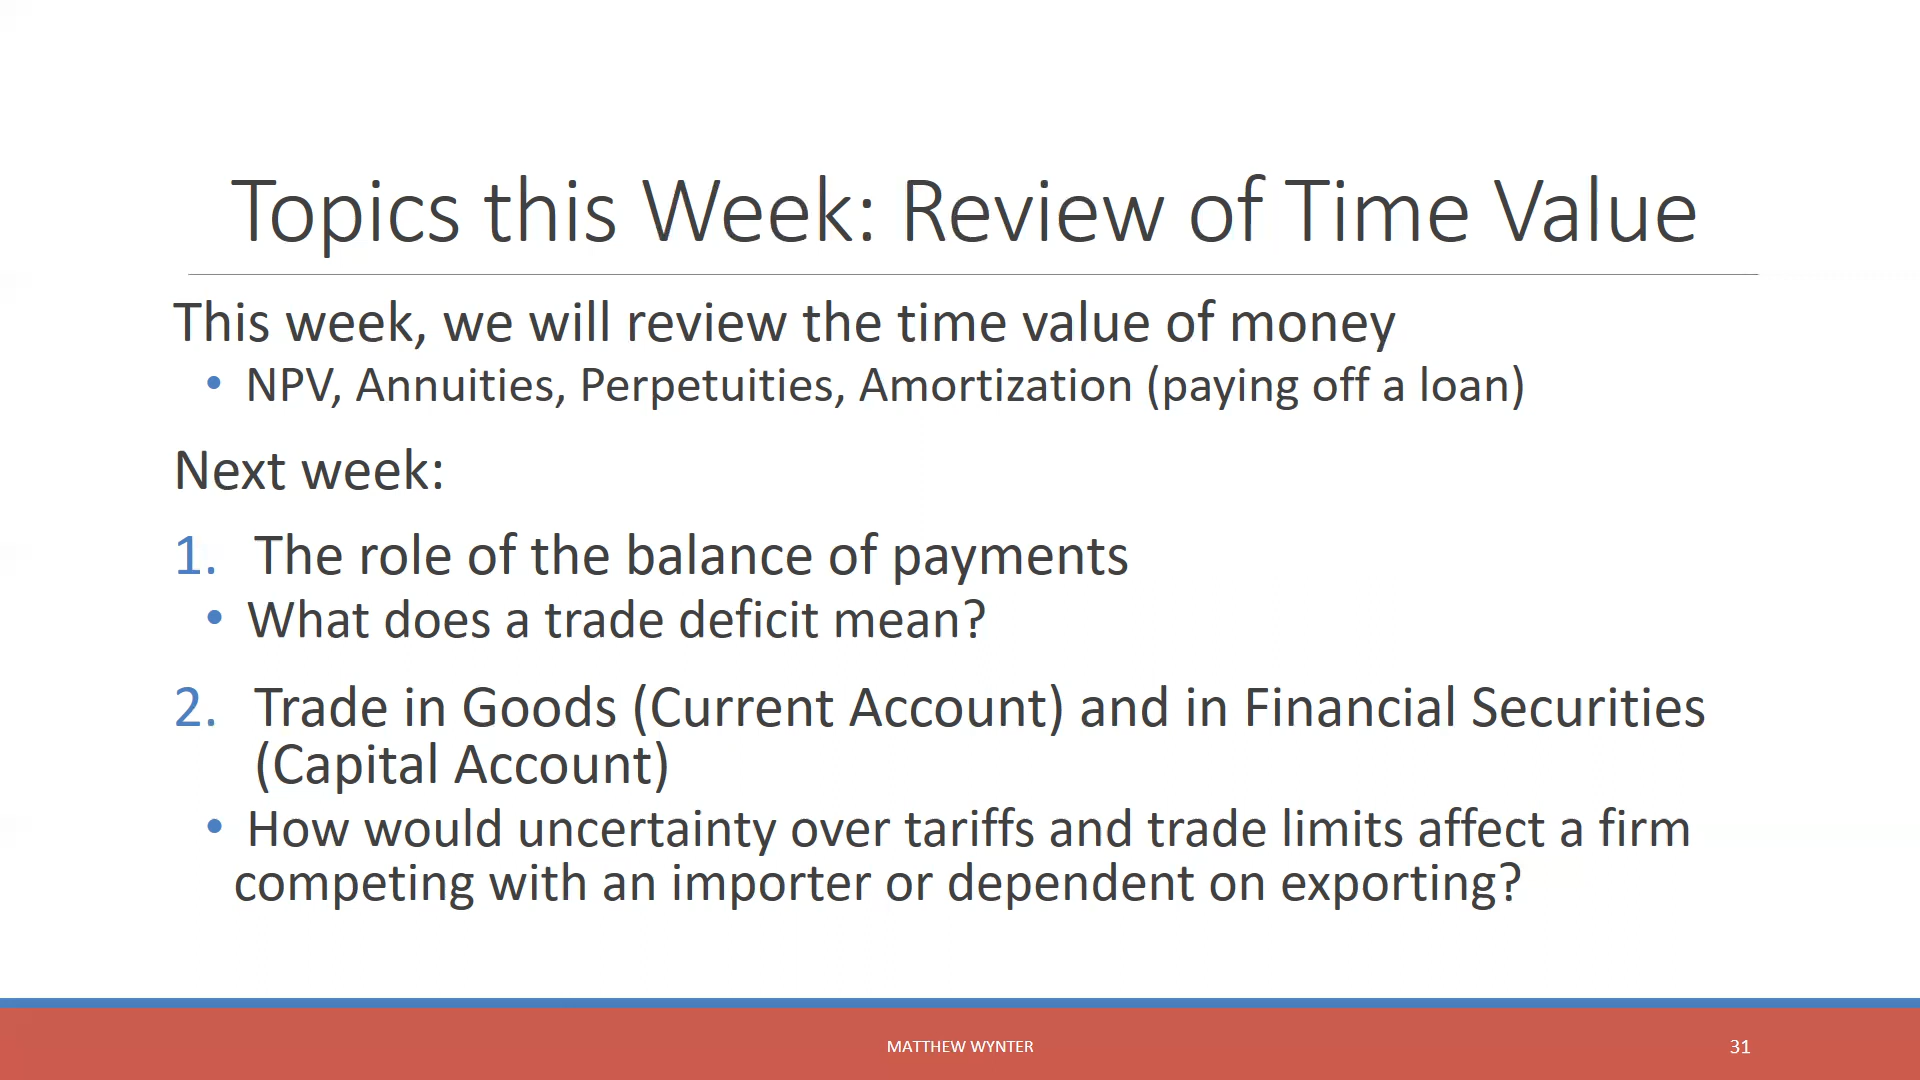 Topics this Week: Review of Time Value
This week, we will review the time value of money
• NPV, Annuities, Perpetuities, Amortization (paying off a loan)
Next week:
1. The role of the balance of payments
• What does a trade deficit mean?
2. Trade in Goods (Current Account) and in Financial Securities
(Capital Account)
• How would uncertainty over tariffs and trade limits affect a firm
competing with an importer or dependent on exporting?
MATTHEW WYNTER
31